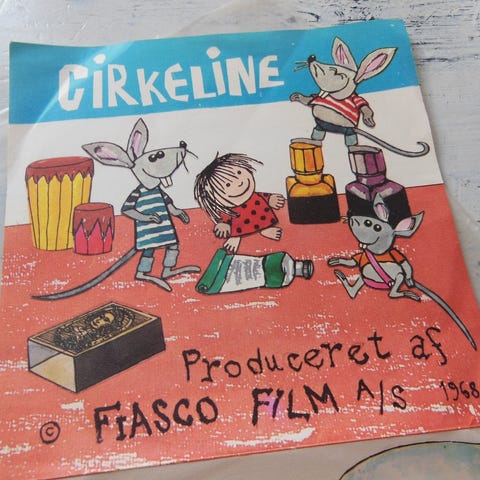 CiRKELiNE
Produceret af
© FiASCO FiLM A/S 1968